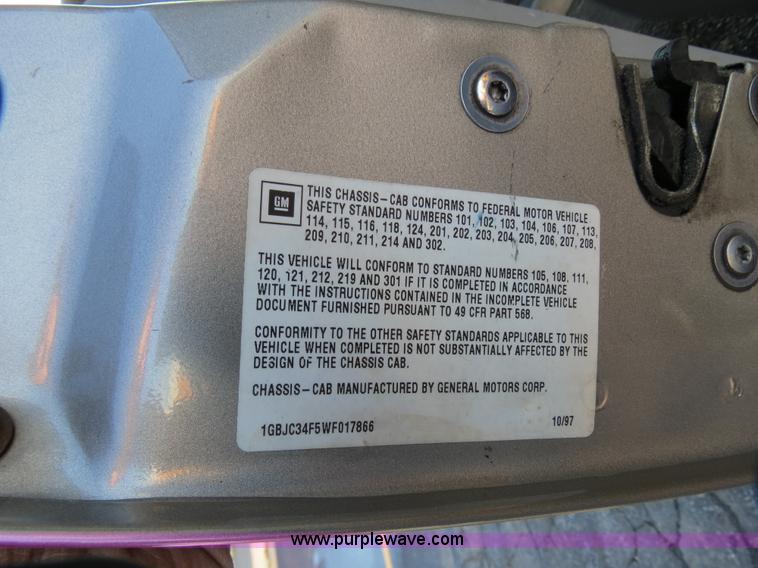 GM
THIS CHASSIS-CAB CONFORMS TO FEDERAL MOTOR VEHICLE
SAFETY STANDARD NUMBERS 101, 102, 103, 104, 106, 107, 113,
114, 115, 116, 118, 124, 201, 202, 203, 204, 205, 206, 207, 208,
209, 210, 211, 214 AND 302.
THIS VEHICLE WILL CONFORM TO STANDARD NUMBERS 105, 108, 111,
120, 121, 212, 219 AND 301 IF IT IS COMPLETED IN ACCORDANCE
WITH THE INSTRUCTIONS CONTAINED IN THE INCOMPLETE VEHICLE
DOCUMENT FURNISHED PURSUANT TO 49 CFR PART 568.
CONFORMITY TO THE OTHER SAFETY STANDARDS APPLICABLE TO THIS
VEHICLE WHEN COMPLETED IS NOT SUBSTANTIALLY AFFECTED BY THE
DESIGN OF THE CHASSIS CAB.
CHASSIS-CAB MANUFACTURED BY GENERAL MOTORS CORP.
1GBJC34F5WF017866 10/97
www.purplewave.com